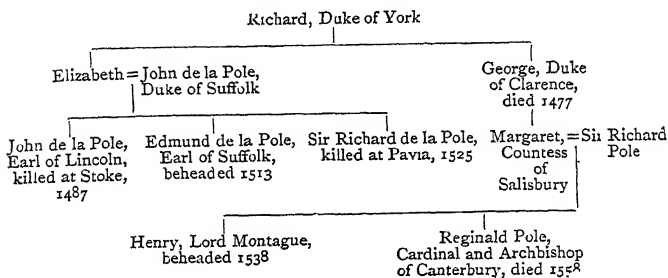 Richard, Duke of York
Elizabeth = John de la Pole,
Duke of Suffolk
George, Duke
of Clarence,
died 1477
John de la Pole,
Earl of Lincoln,
killed at Stoke,
1487
Edmund de la Pole,
Earl of Suffolk,
beheaded 1513
Sir Richard de la Pole,
killed at Pavia, 1525
Margaret, = Sir Richard
Countess
of
Salisbury
Pole
Henry, Lord Montague,
beheaded 1538
Reginald Pole,
Cardinal and Archbishop
of Canterbury, died 1558